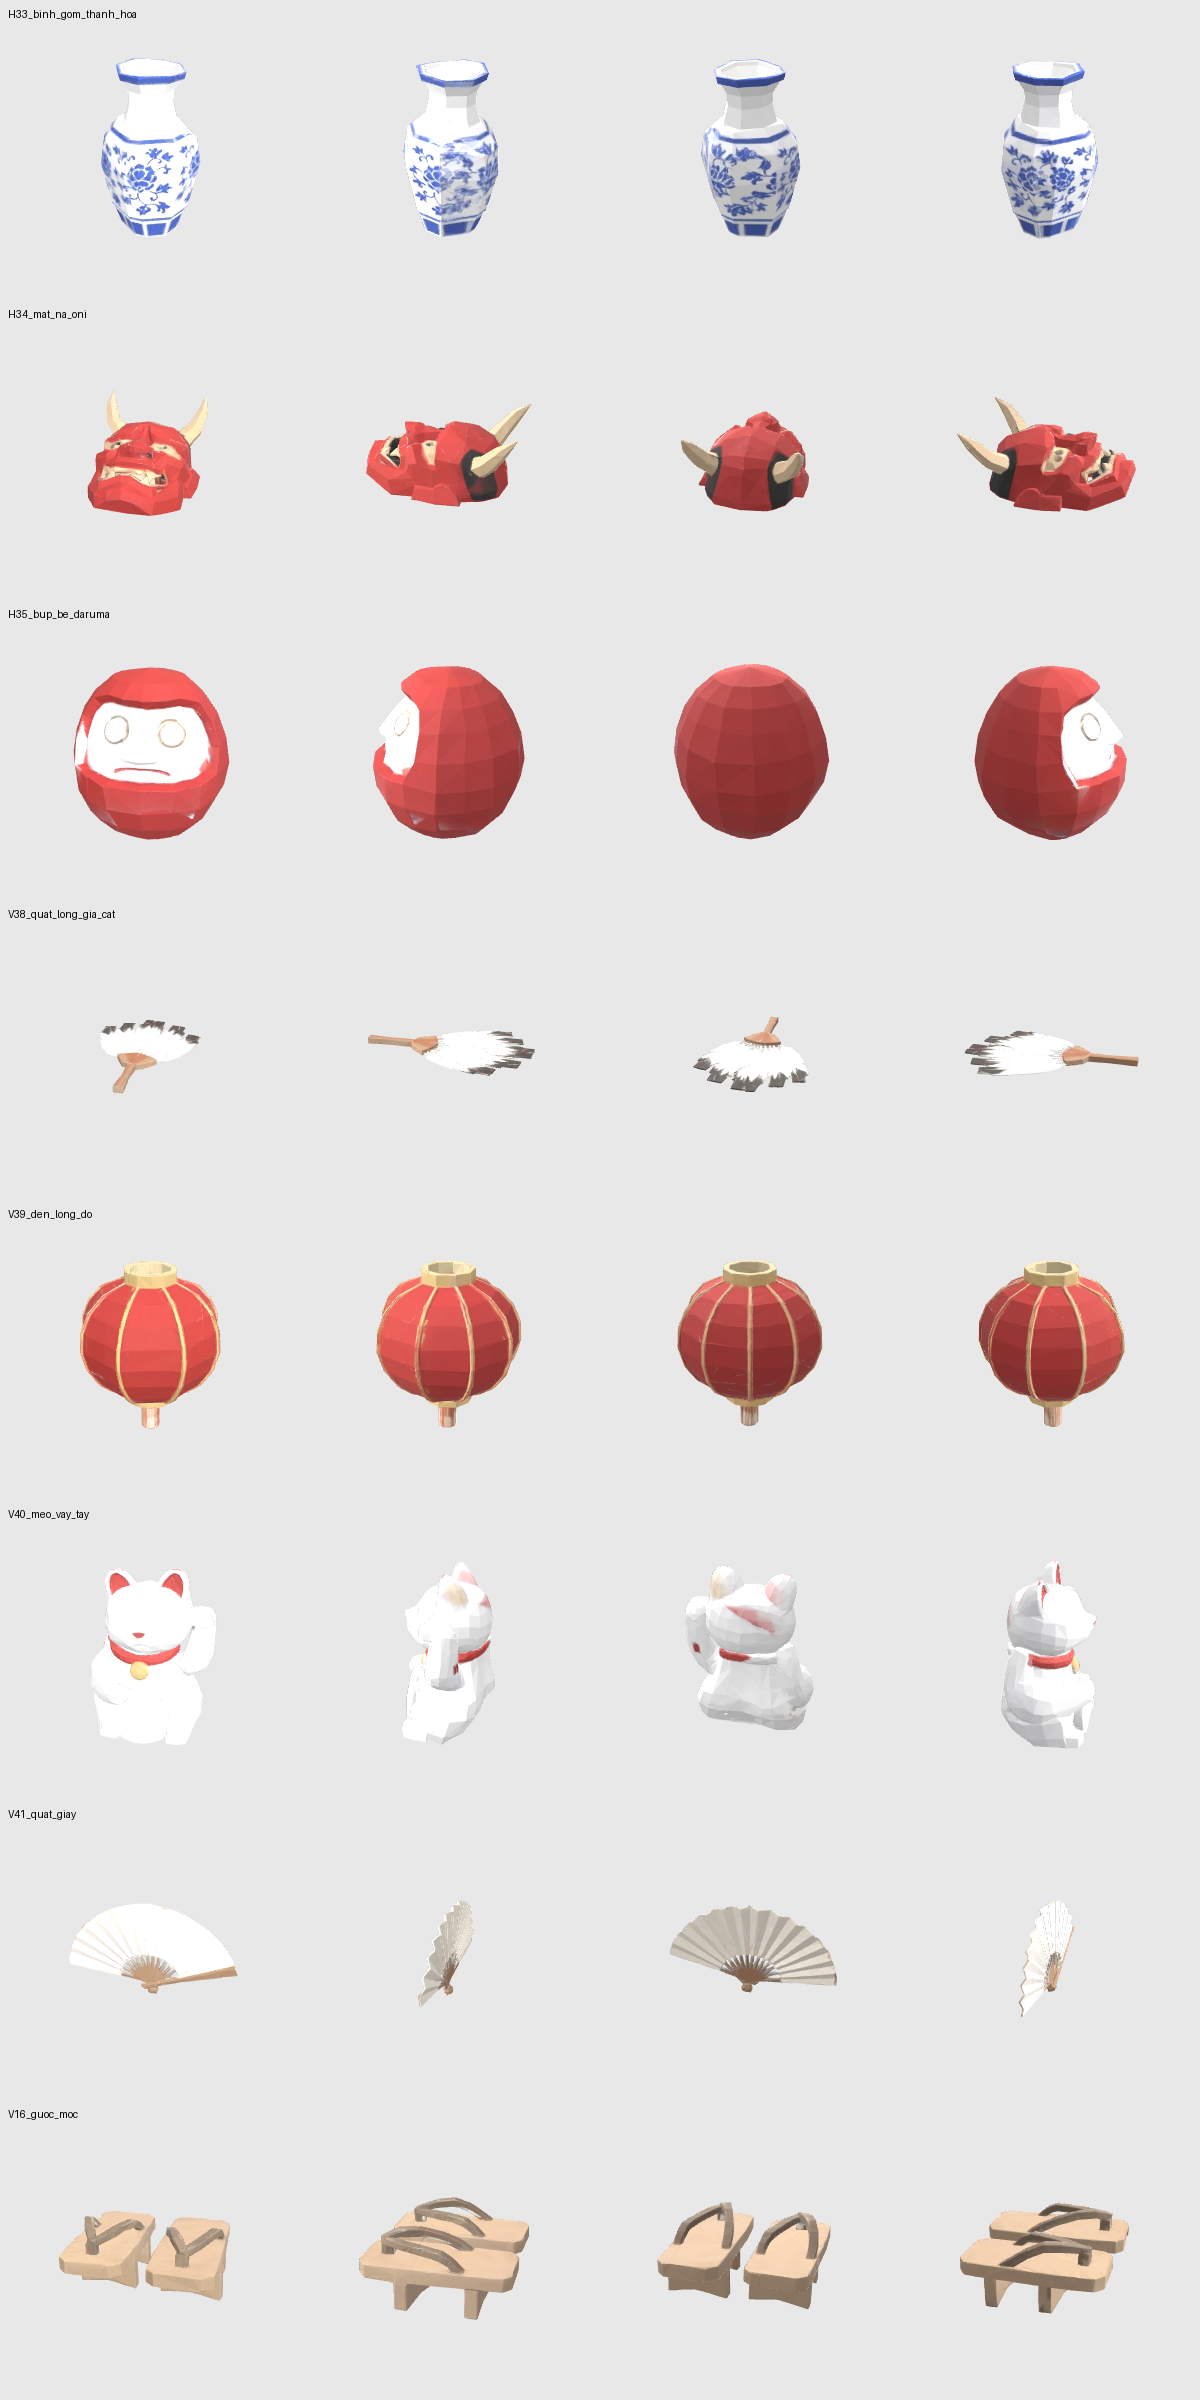 H33_binh_gom_thanh_hoa
H34_mat_na_oni
H35_bup_be_daruma
V38_quat_long_gia_cat
V39_den_long_do
V40_meo_vay_tay
V41_quat_giay
V16_guoc_moc